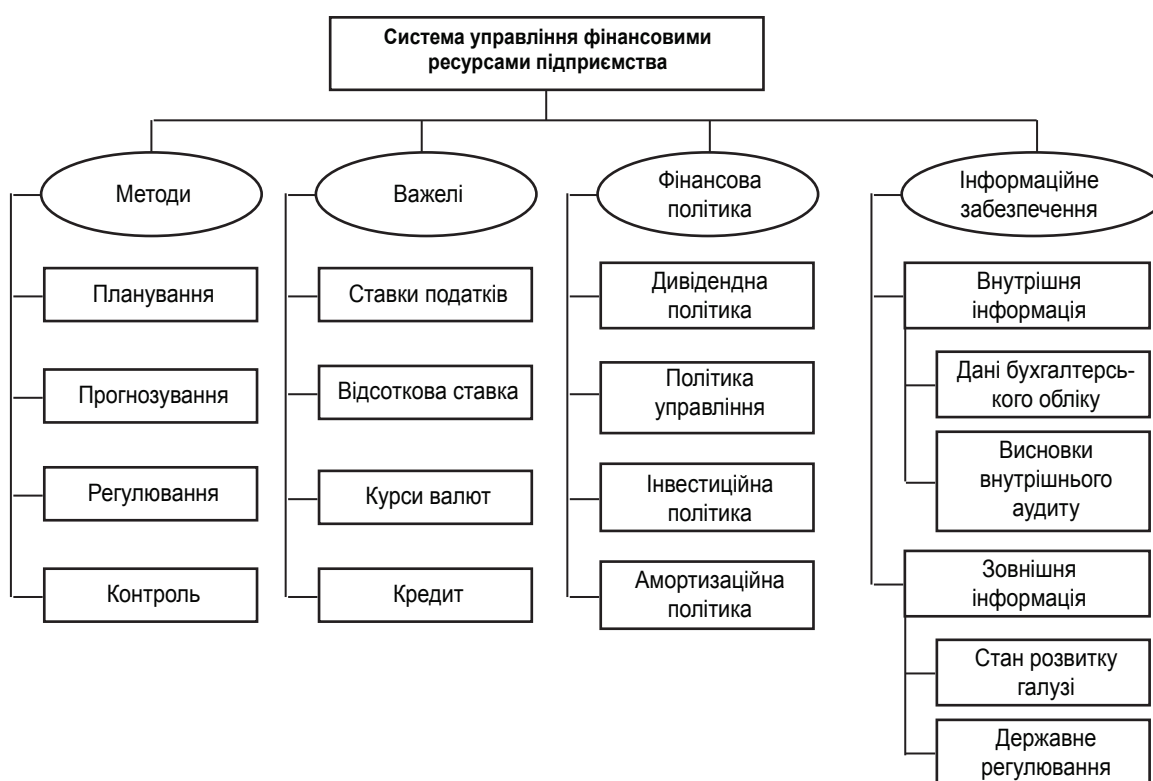 Система управління фінансовими
ресурсами підприємства
Методи
Планування
Прогнозування
Регулювання
Контроль
Важелі
Ставки податків
Відсоткова ставка
Курси валют
Кредит
Фінансова
політика
Дивідендна
політика
Політика
управління
Інвестиційна
політика
Амортизаційна
політика
Інформаційне
забезпечення
Внутрішня
інформація
Дані бухгалтерсь-
кого обліку
Висновки
внутрішнього
аудиту
Зовнішня
інформація
Стан розвитку
галузі
Державне
регулювання